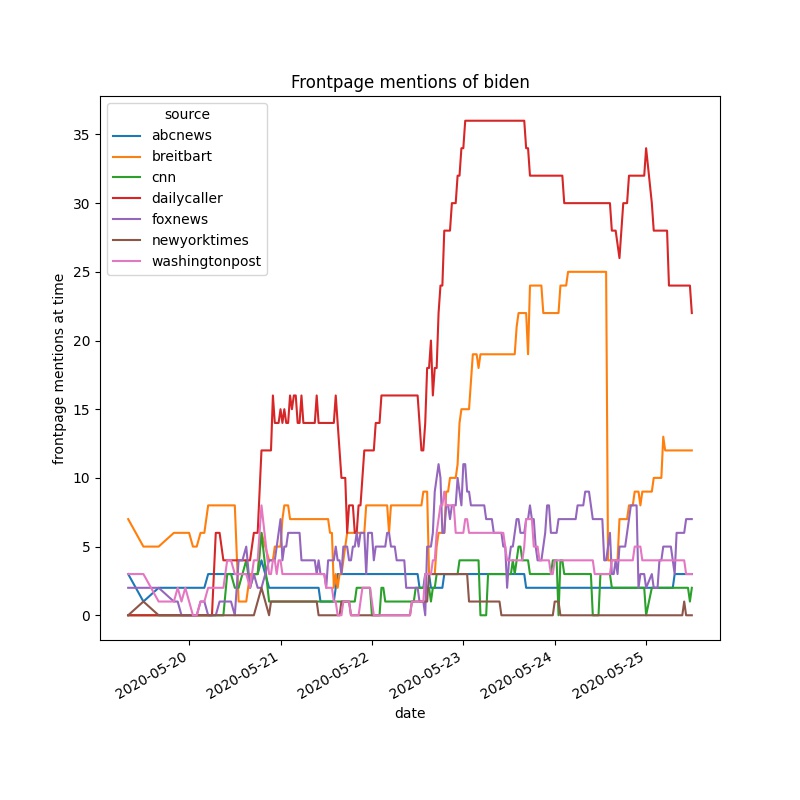 Frontpage mentions of biden
source
abcnews
breitbart
cnn
dailycaller
foxnews
newyorktimes
washingtonpost
frontpage mentions at time
35
30
25
20
15
10
5
0
2020-05-20
2020-05-21
2020-05-22
2020-05-23
2020-05-24
2020-05-25
date